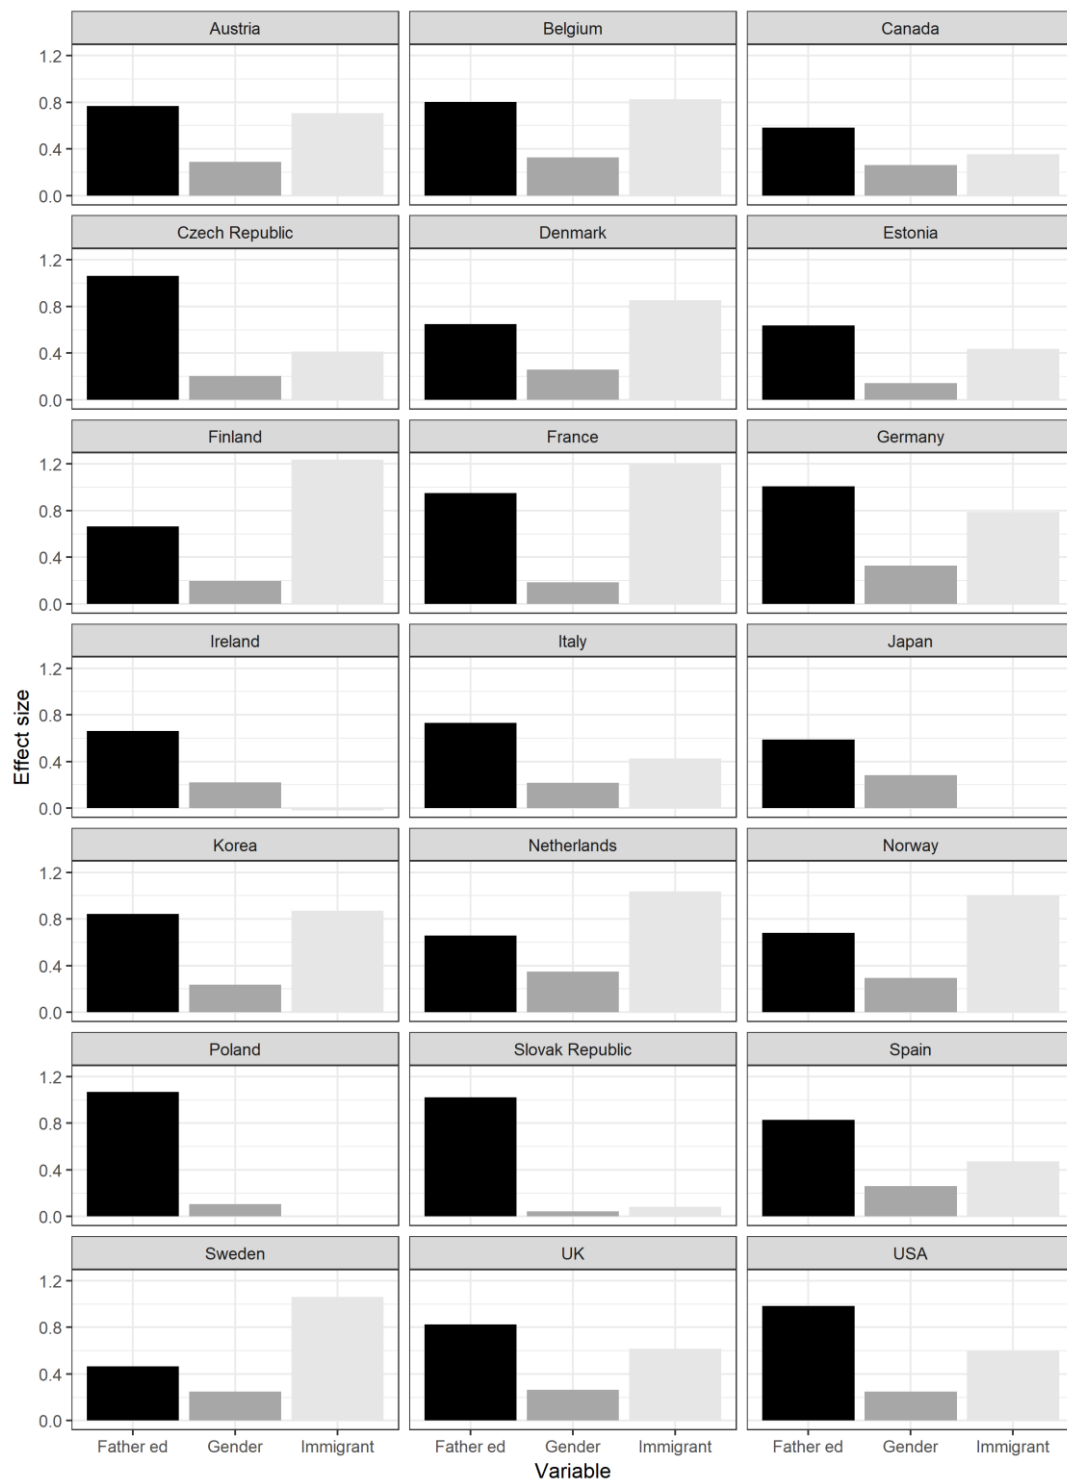 Austria
Belgium
Canada
1.2
0.8
0.4
0.0
Czech Republic
Denmark
Estonia
1.2
0.8
0.4
0.0
Finland
France
Germany
1.2
0.8
0.4
0.0
Ireland
Italy
Japan
1.2
0.8
0.4
0.0
Effect size
Korea
Netherlands
Norway
1.2
0.8
0.4
0.0
Poland
Slovak Republic
Spain
1.2
0.8
0.4
0.0
Sweden
UK
USA
1.2
0.8
0.4
0.0
Father ed Gender Immigrant
Father ed Gender Immigrant
Father ed Gender Immigrant
Variable